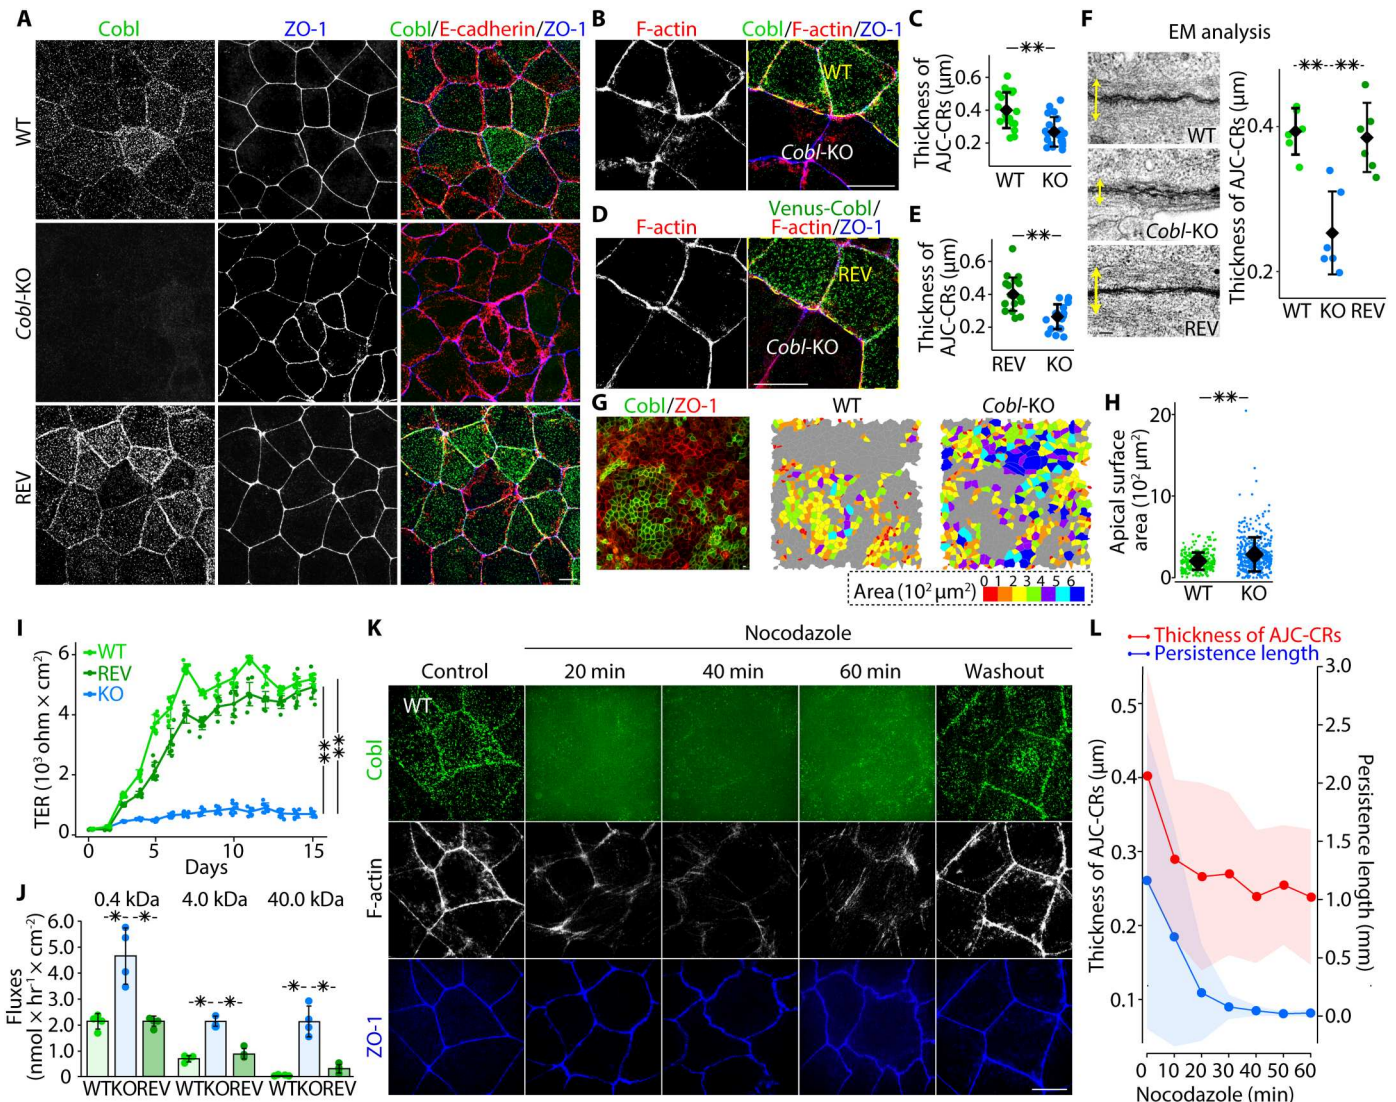 A
Cobl
ZO-1
Cobl/E-cadherin/ZO-1
WT
Cobl-KO
REV
B
F-actin
Cobl/F-actin/ZO-1
WT
Cobl-KO
C
Thickness of
AJC-CRs (µm)
0.6
0.4
0.2
–**–
WT KO
D
F-actin
Venus-Cobl/
F-actin/ZO-1
REV
Cobl-KO
E
Thickness of
AJC-CRs (µm)
0.6
0.4
0.2
–**–
REV KO
F
EM analysis
WT
Cobl-KO
REV
Thickness of AJC-CRs (µm)
0.4
0.2
-**--**-
WT KO REV
G
Cobl/ZO-1
WT
Cobl-KO
Area (10² µm²)
0 1 2 3 4 5 6
H
Apical surface
area (10² µm²)
20
10
0
–**–
WT KO
I
TER (10³ ohm × cm²)
6
4
2
0
WT
REV
KO
**
**
0 5 10 15
Days
J
0.4 kDa 4.0 kDa 40.0 kDa
Fluxes
(nmol × hr⁻¹ × cm⁻²)
6.0
5.0
4.0
3.0
2.0
1.0
0
-*--*-
-*--*-
-*--*-
WT KO REV WT KO REV WT KO REV
K
Nocodazole
Control 20 min 40 min 60 min Washout
WT
Cobl
F-actin
ZO-1
L
Thickness of AJC-CRs
Persistence length
Thickness of AJC-CRs (µm)
0.5
0.4
0.3
0.2
0.1
Persistence length (mm)
3.0
2.5
2.0
1.5
1.0
0.5
0.0
0 10 20 30 40 50 60
Nocodazole (min)